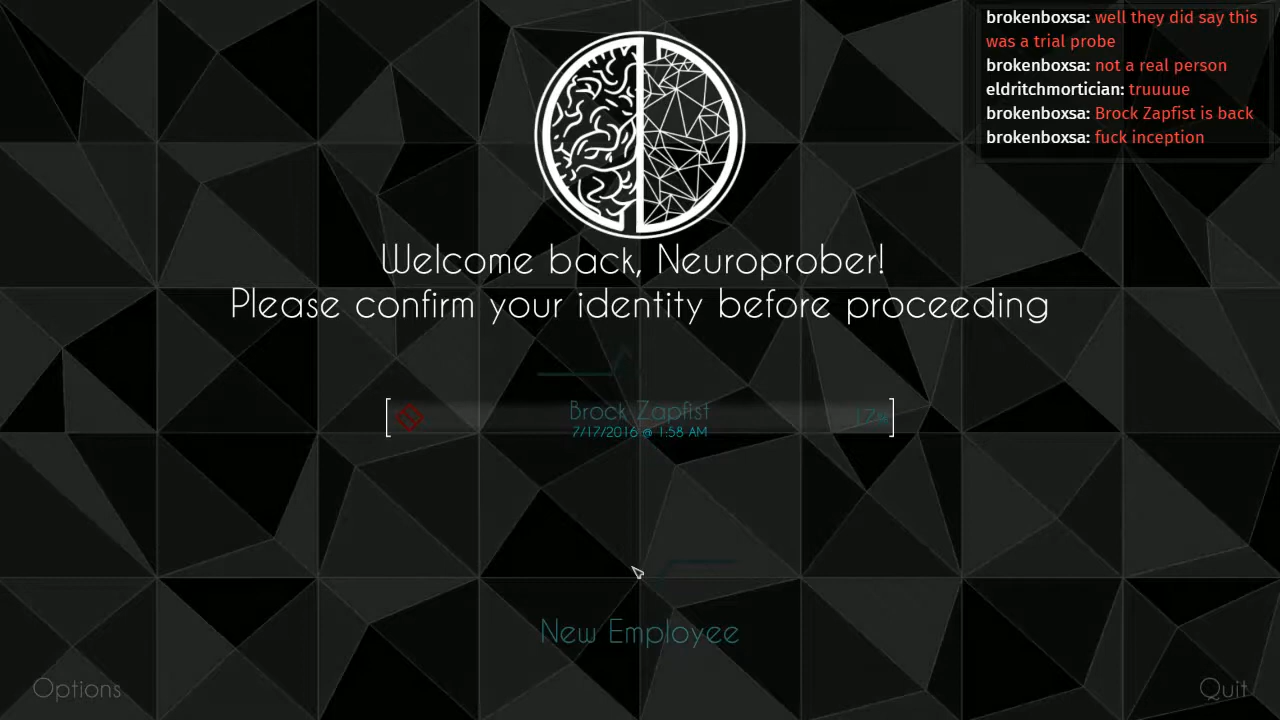 brokenboxsa: well they did say this
was a trial probe
brokenboxsa: not a real person
eldritchmortician: truuuue
brokenboxsa: Brock Zapfist is back
brokenboxsa: fuck inception
Welcome back, Neuroprober!
Please confirm your identity before proceeding
Brock Zapfist
7/17/2016 @ 1:58 AM
New Employee
Options
Quit